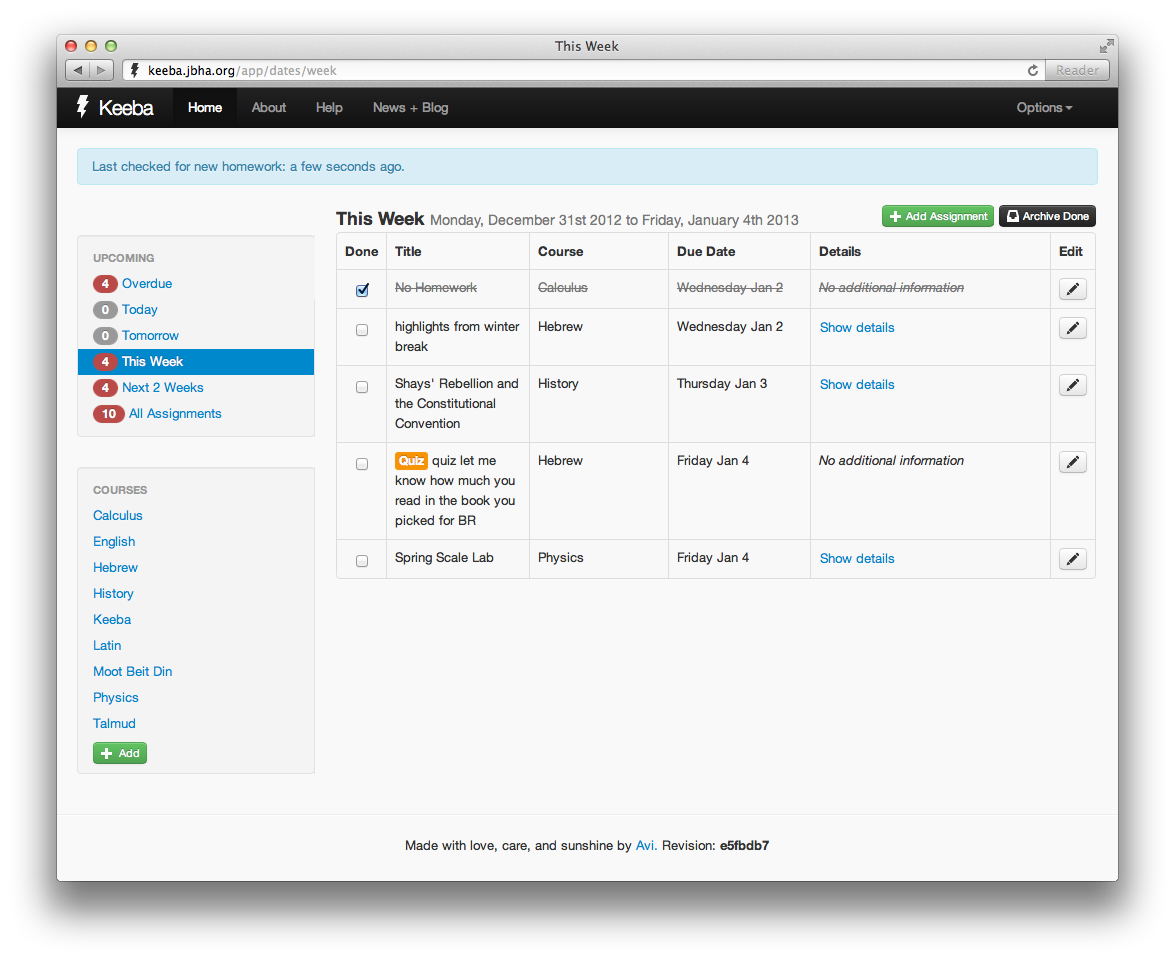 This Week
keeba.jbha.org/app/dates/week
Reader
Keeba Home About Help News + Blog Options
Last checked for new homework: a few seconds ago.
This Week Monday, December 31st 2012 to Friday, January 4th 2013
Add Assignment
Archive Done
UPCOMING
4 Overdue
0 Today
0 Tomorrow
4 This Week
4 Next 2 Weeks
10 All Assignments
COURSES
Calculus
English
Hebrew
History
Keeba
Latin
Moot Beit Din
Physics
Talmud
Add
Done Title Course Due Date Details Edit
No Homework Calculus Wednesday Jan 2 No additional information
highlights from winter Hebrew Wednesday Jan 2 Show details
break
Shays' Rebellion and History Thursday Jan 3 Show details
the Constitutional
Convention
Quiz quiz let me Hebrew Friday Jan 4 No additional information
know how much you
read in the book you
picked for BR
Spring Scale Lab Physics Friday Jan 4 Show details
Made with love, care, and sunshine by Avi. Revision: e5fbdb7